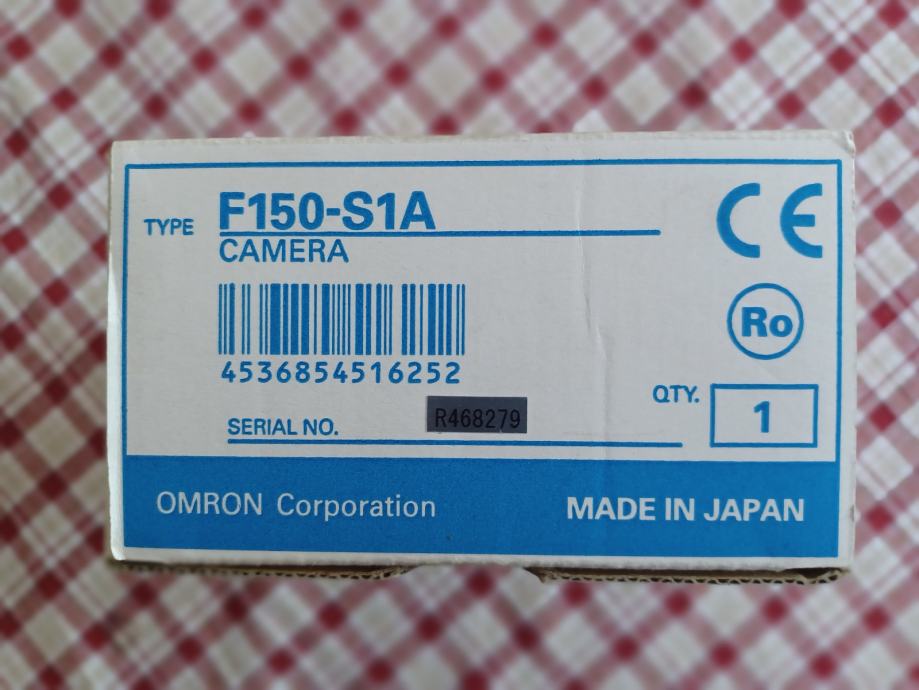 TYPE F150-S1A
CAMERA
CE
Ro
4536854516252
QTY. 1
SERIAL NO. R468279
OMRON Corporation
MADE IN JAPAN